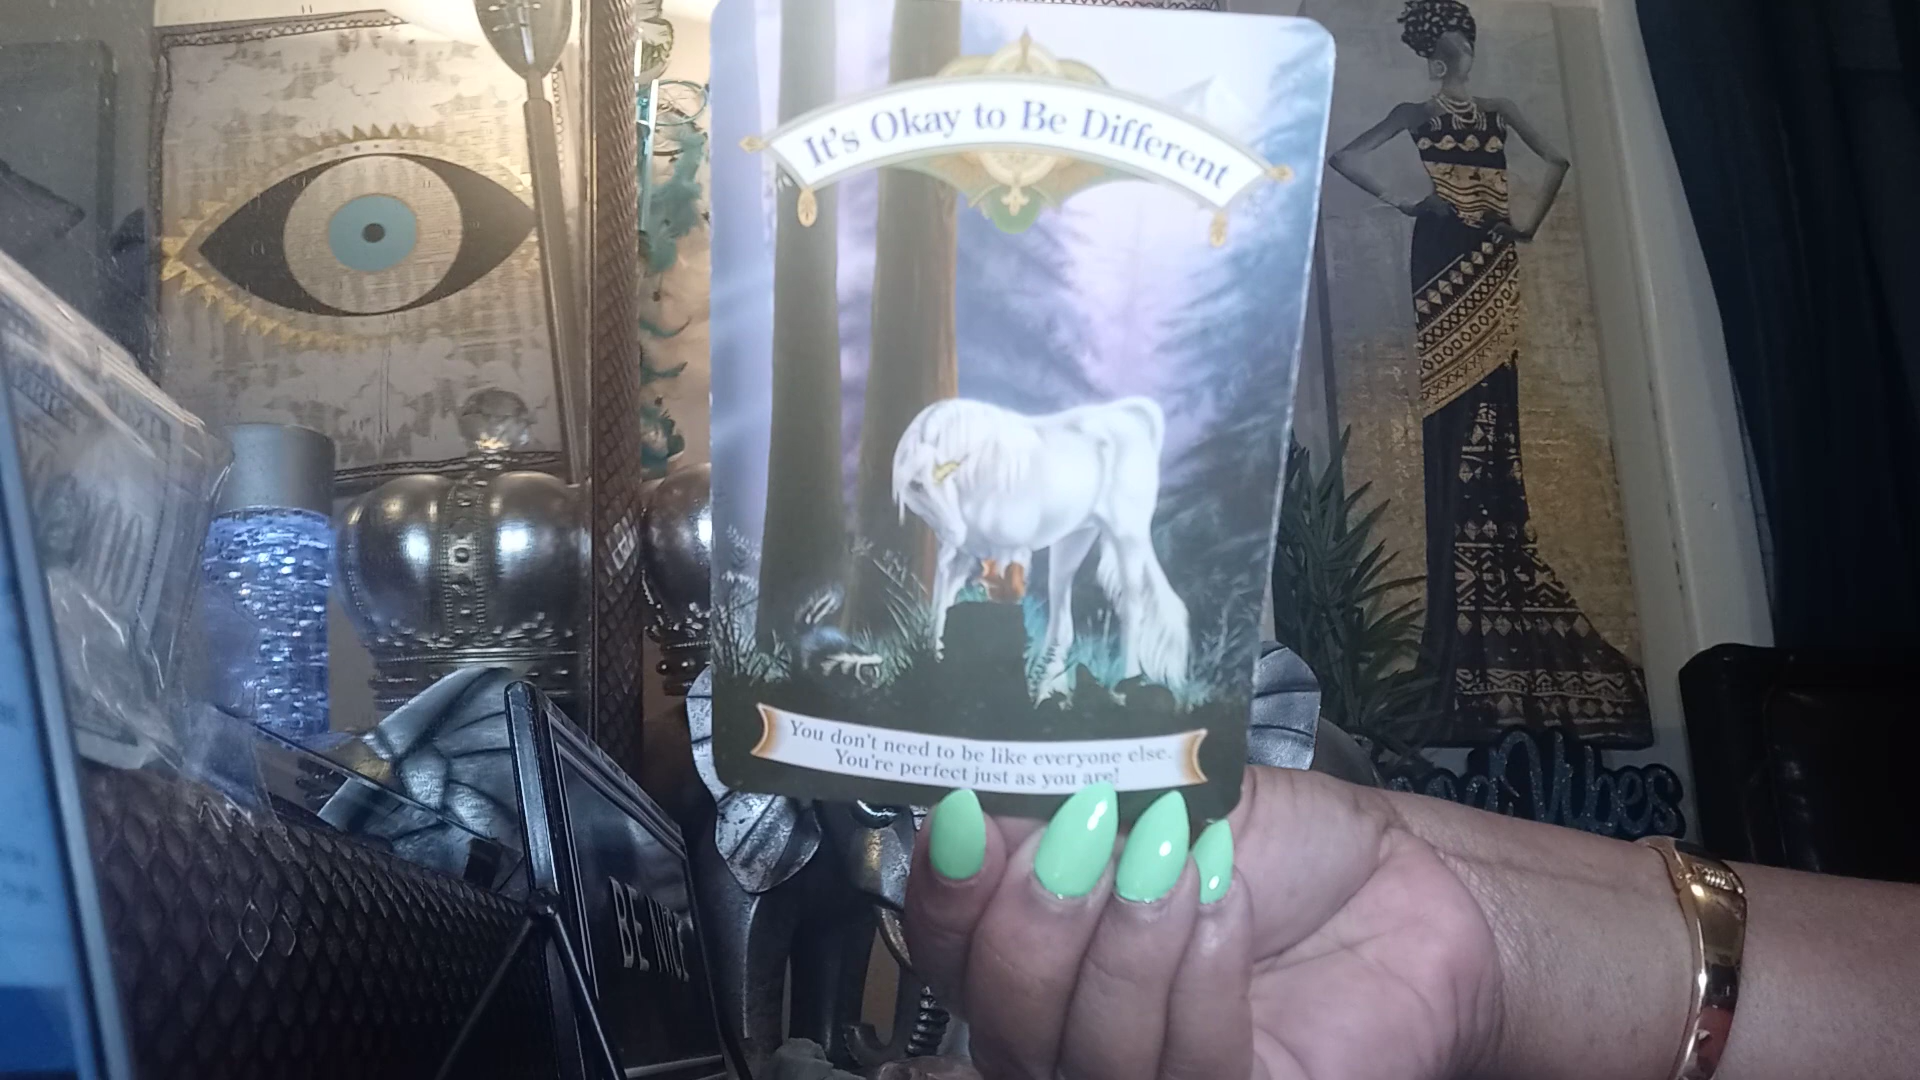 It's Okay to Be Different
You don't need to be like everyone else.
You're perfect just as you are!
Vibes
BE NICE